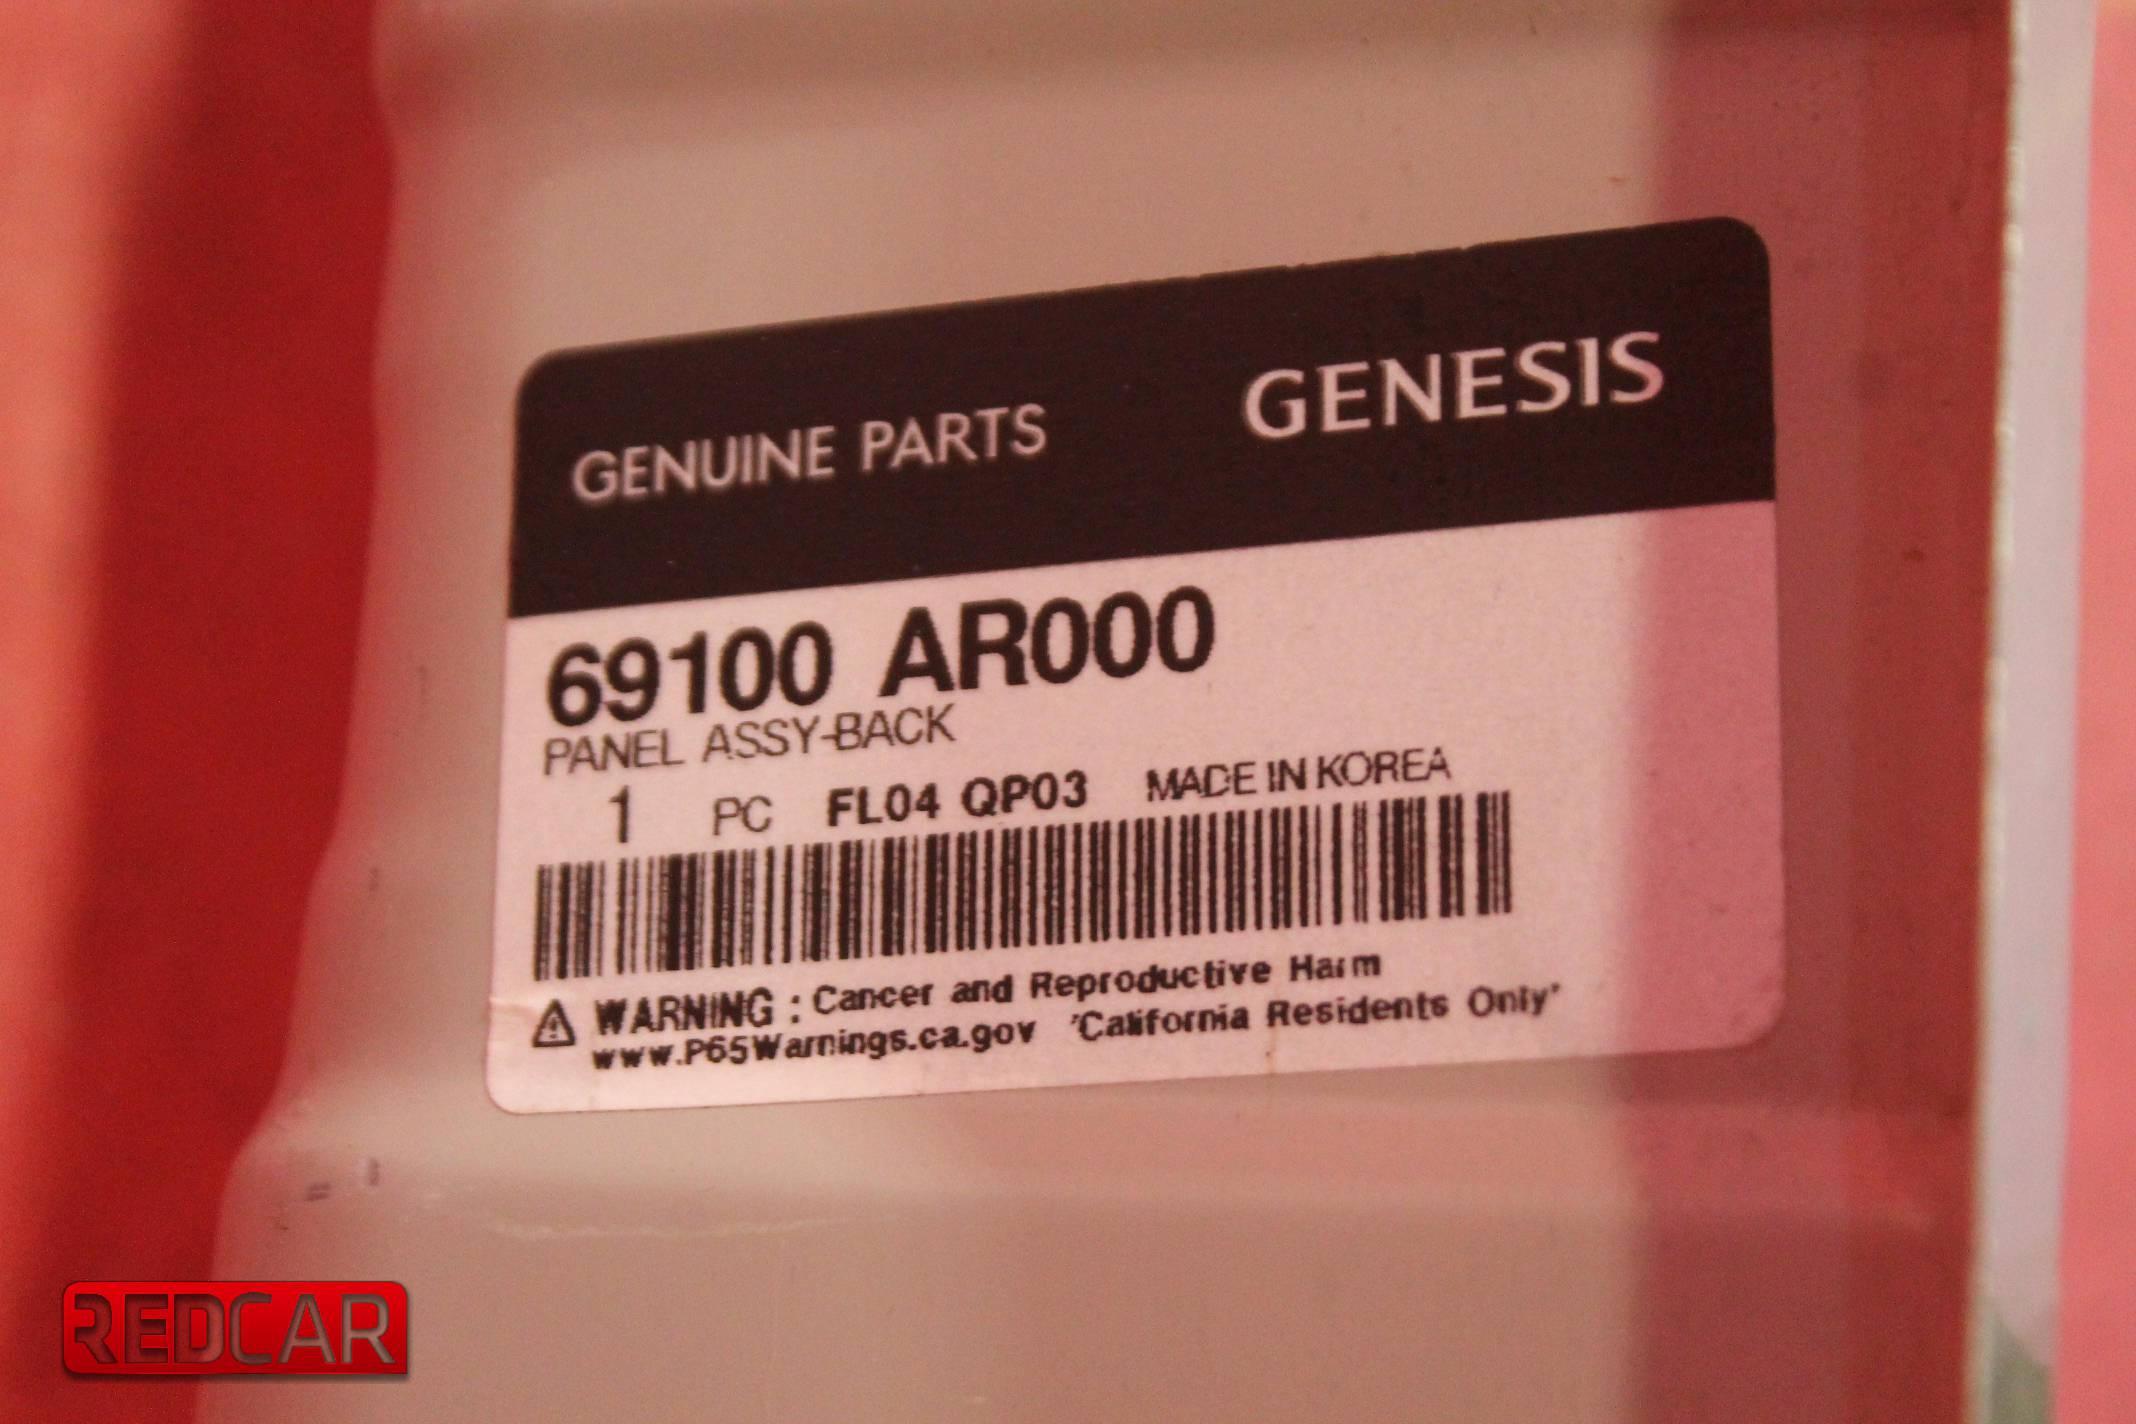 GENUINE PARTS GENESIS
69100 AR000
PANEL ASSY-BACK
1 PC FL04 QP03 MADE IN KOREA
WARNING : Cancer and Reproductive Harm
www.P65Warnings.ca.gov 'California Residents Only'
REDCAR